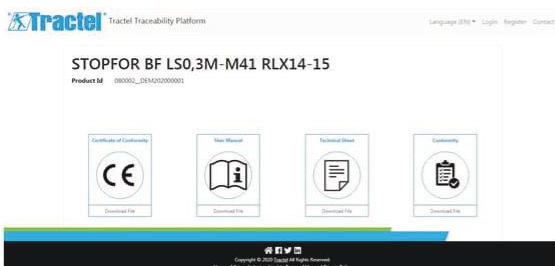 Tractel Tractel Traceability Platform Language (EN) Login Register Contact
STOPFOR BF LS0,3M-M41 RLX14-15
Product Id 080002__DEM202000001
Certificate of Conformity User Manual Technical Sheet Conformity
CE i
Download File Download File Download File Download File
Copyright © 2020 Tractel All Rights Reserved.